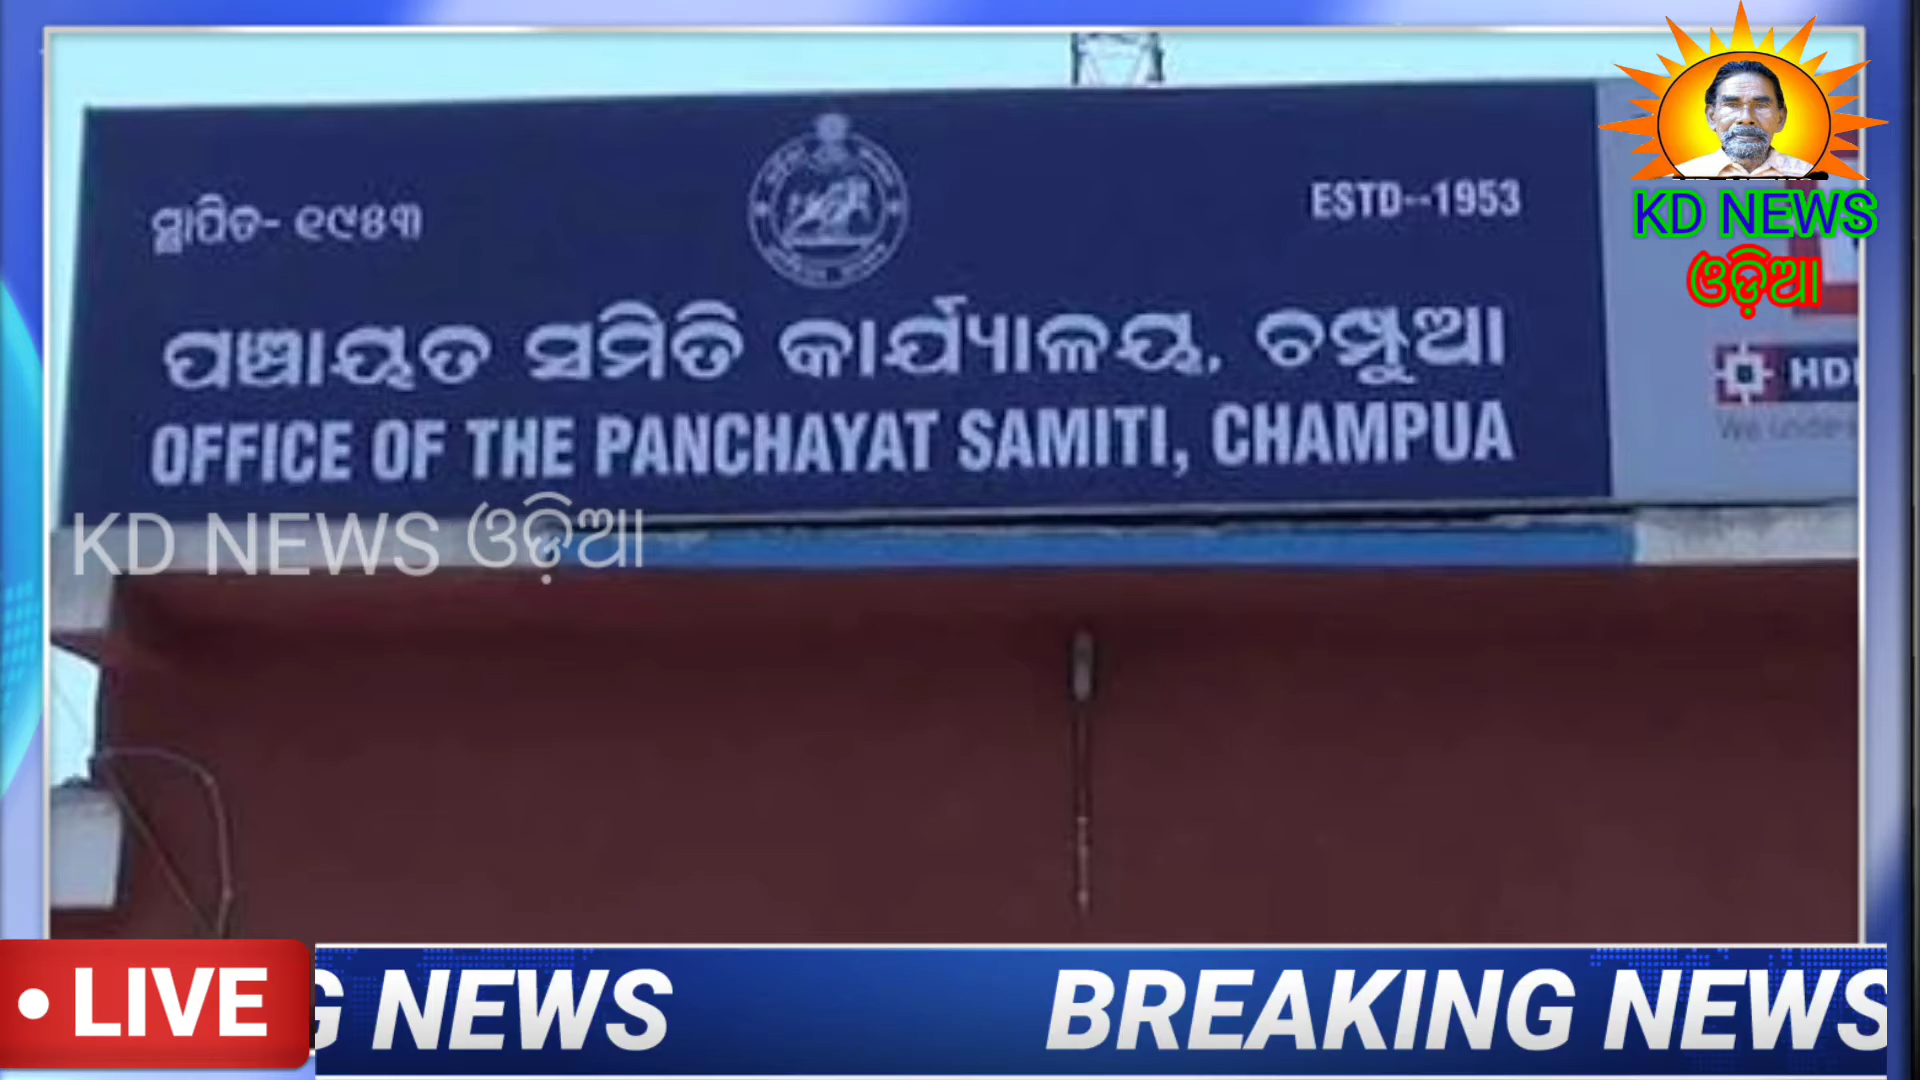 ସ୍ଥାପିତ- ୧୯୫୩
ESTD--1953
ପଞ୍ଚାୟତ ସମିତି କାର୍ଯ୍ୟାଳୟ, ଚମ୍ପୁଆ
OFFICE OF THE PANCHAYAT SAMITI, CHAMPUA
KD NEWS
ଓଡ଼ିଆ
HD
KD NEWS ଓଡ଼ିଆ
• LIVE
G NEWS BREAKING NEWS